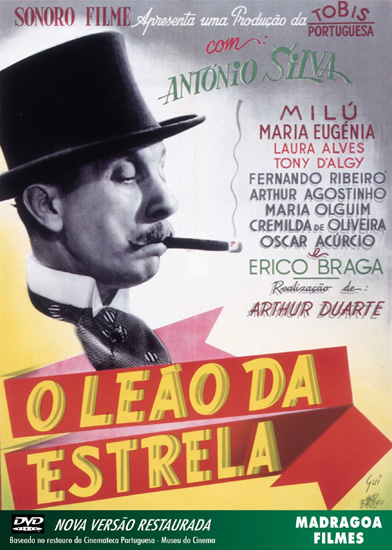 SONORO FILME Apresenta uma Produção da TOBIS PORTUGUESA
com:
ANTÓNIO SILVA
MILÚ
MARIA EUGÉNIA
LAURA ALVES
TONY D'ALGY
FERNANDO RIBEIRO
ARTHUR AGOSTINHO
MARIA OLGUIM
CREMILDA DE OLIVEIRA
OSCAR ACÚRCIO
e
ERICO BRAGA
Realização de:
ARTHUR DUARTE
O LEÃO DA
ESTRELA
Gui
DVD VIDEO
NOVA VERSÃO RESTAURADA
Baseada no restauro da Cinemateca Portuguesa - Museu do Cinema
MADRAGOA
FILMES